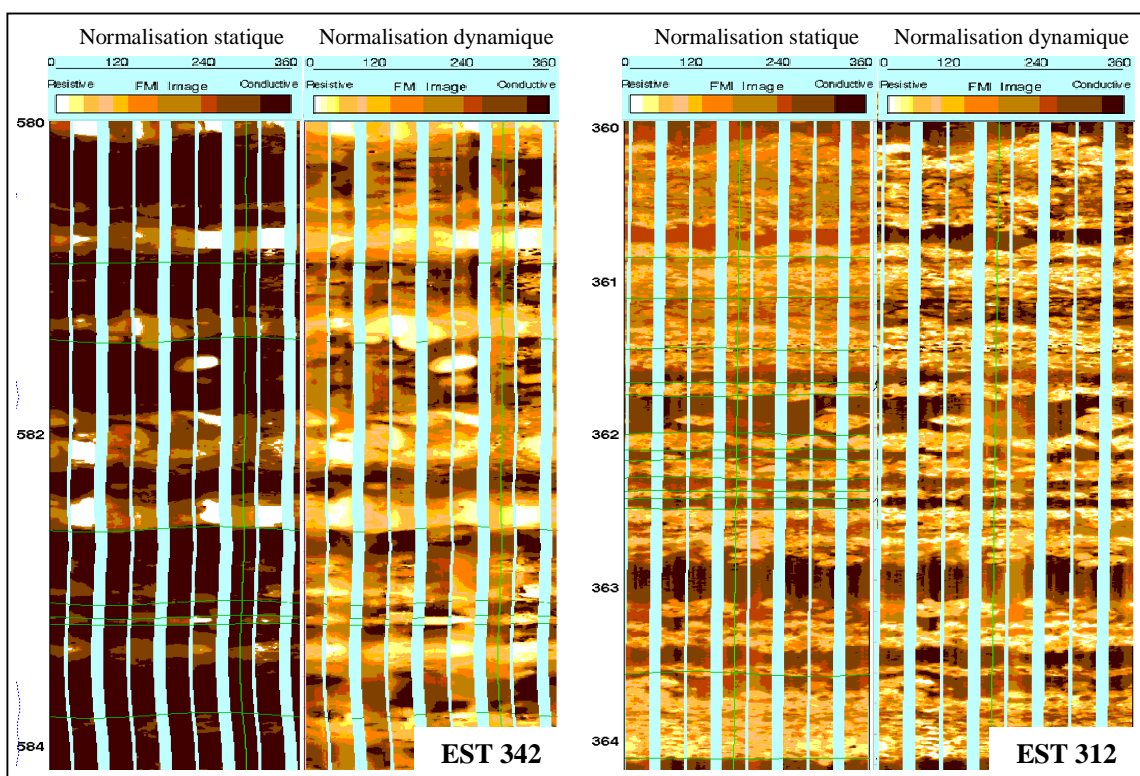 Normalisation statique Normalisation dynamique Normalisation statique Normalisation dynamique
0 120 240 360 0 120 240 360 0 120 240 360 0 120 240 360
Resistive FMI Image Conductive Resistive FMI Image Conductive Resistive FMI Image Conductive Resistive FMI Image Conductive
580 360
361
582 362
363
584 364
EST 342 EST 312